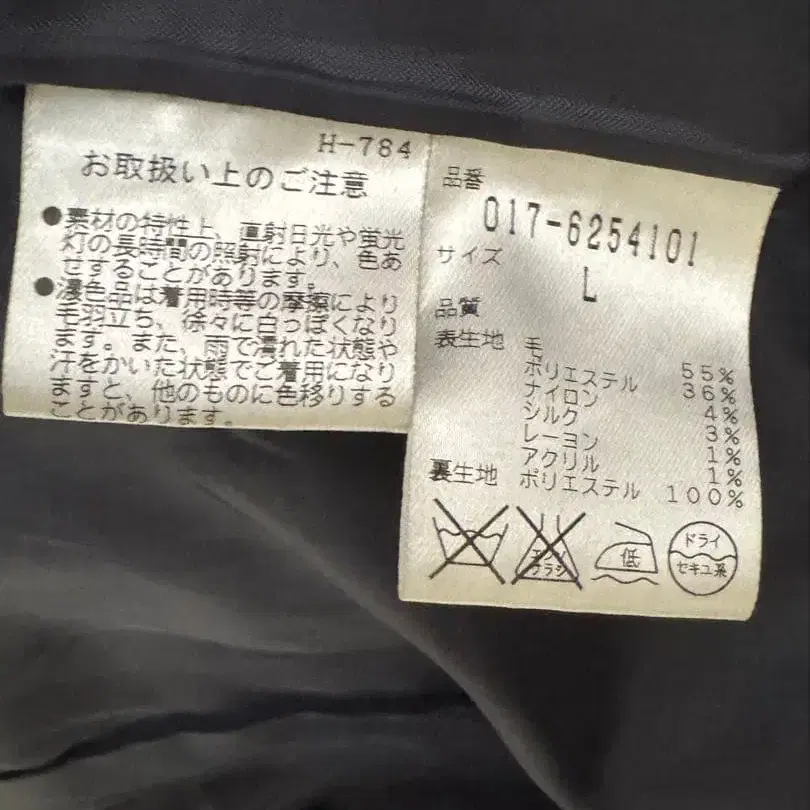 H-784
お取扱い上のご注意
●素材の特性上、直射日光や蛍光
灯の長時間の照射により、色あ
せすることがあります。
●濃色品は着用時等の摩擦により
毛羽立ち、徐々に白っぽくなり
ます。また、雨で濡れた状態や
汗をかいた状態でご着用になり
ますと、他のものに色移りする
ことがあります。
品番
017-6254101
サイズ
L
品質
表生地 毛 55%
ポリエステル 36%
ナイロン 4%
シルク 3%
レーヨン 1%
アクリル 1%
裏生地 ポリエステル 100%
エンソ
サラシ
低
ドライ
セキユ系